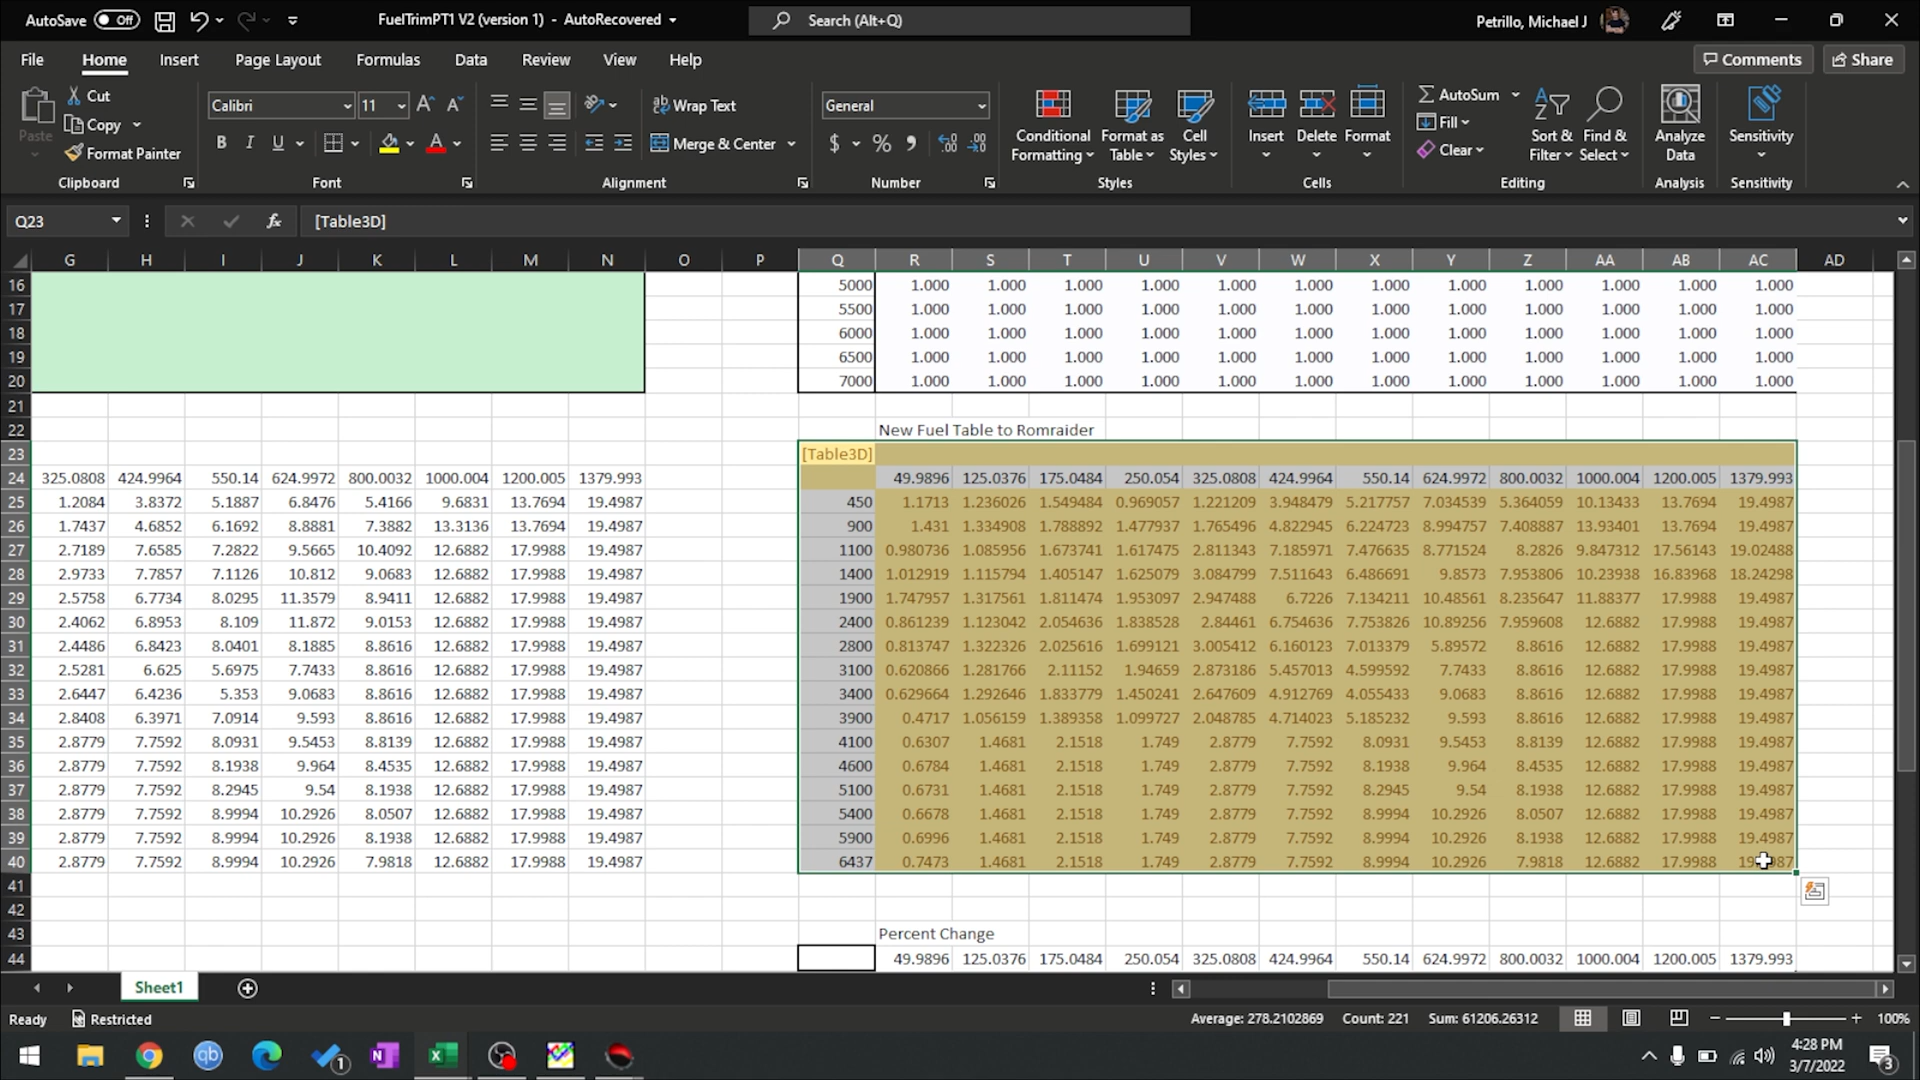 AutoSave Off FuelTrimPT1 V2 (version 1) - AutoRecovered Search (Alt+Q) Petrillo, Michael J
File Home Insert Page Layout Formulas Data Review View Help Comments Share
Paste Cut Copy Format Painter Clipboard
Calibri 11 B I U A Font
Wrap Text Merge & Center Alignment
General $ % Number
Conditional Formatting Format as Table Cell Styles Styles
Insert Delete Format Cells
AutoSum Fill Clear Sort & Filter Find & Select Editing
Analyze Data Analysis
Sensitivity Sensitivity
Q23 fx [Table3D]
G H I J K L M N O P Q R S T U V W X Y Z AA AB AC AD
16 5000 1.000 1.000 1.000 1.000 1.000 1.000 1.000 1.000 1.000 1.000 1.000 1.000
17 5500 1.000 1.000 1.000 1.000 1.000 1.000 1.000 1.000 1.000 1.000 1.000 1.000
18 6000 1.000 1.000 1.000 1.000 1.000 1.000 1.000 1.000 1.000 1.000 1.000 1.000
19 6500 1.000 1.000 1.000 1.000 1.000 1.000 1.000 1.000 1.000 1.000 1.000 1.000
20 7000 1.000 1.000 1.000 1.000 1.000 1.000 1.000 1.000 1.000 1.000 1.000 1.000
21
22 New Fuel Table to Romraider
23 [Table3D]
24 325.0808 424.9964 550.14 624.9972 800.0032 1000.004 1200.005 1379.993 49.9896 125.0376 175.0484 250.054 325.0808 424.9964 550.14 624.9972 800.0032 1000.004 1200.005 1379.993
25 1.2084 3.8372 5.1887 6.8476 5.4166 9.6831 13.7694 19.4987 450 1.1713 1.236026 1.549484 0.969057 1.221209 3.948479 5.217757 7.034539 5.364059 10.13433 13.7694 19.4987
26 1.7437 4.6852 6.1692 8.8881 7.3882 13.3136 13.7694 19.4987 900 1.431 1.334908 1.788892 1.477937 1.765496 4.822945 6.224723 8.994757 7.408887 13.93401 13.7694 19.4987
27 2.7189 7.6585 7.2822 9.5665 10.4092 12.6882 17.9988 19.4987 1100 0.980736 1.085956 1.673741 1.617475 2.811343 7.185971 7.476635 8.771524 8.2826 9.847312 17.56143 19.02488
28 2.9733 7.7857 7.1126 10.812 9.0683 12.6882 17.9988 19.4987 1400 1.012919 1.115794 1.405147 1.625079 3.084799 7.511643 6.486691 9.8573 7.953806 10.23938 16.83968 18.24298
29 2.5758 6.7734 8.0295 11.3579 8.9411 12.6882 17.9988 19.4987 1900 1.747957 1.317561 1.811474 1.953097 2.947488 6.7226 7.134211 10.48561 8.235647 11.88377 17.9988 19.4987
30 2.4062 6.8953 8.109 11.872 9.0153 12.6882 17.9988 19.4987 2400 0.861239 1.123042 2.054636 1.838528 2.84461 6.754636 7.753826 10.89256 7.959608 12.6882 17.9988 19.4987
31 2.4486 6.8423 8.0401 8.1885 8.8616 12.6882 17.9988 19.4987 2800 0.813747 1.322326 2.025616 1.699121 3.005412 6.160123 7.013379 5.89572 8.8616 12.6882 17.9988 19.4987
32 2.5281 6.625 5.6975 7.7433 8.8616 12.6882 17.9988 19.4987 3100 0.620866 1.281766 2.11152 1.94659 2.873186 5.457013 4.599592 7.7433 8.8616 12.6882 17.9988 19.4987
33 2.6447 6.4236 5.353 9.0683 8.8616 12.6882 17.9988 19.4987 3400 0.629664 1.292646 1.833779 1.450241 2.647609 4.912769 4.055433 9.0683 8.8616 12.6882 17.9988 19.4987
34 2.8408 6.3971 7.0914 9.593 8.8616 12.6882 17.9988 19.4987 3900 0.4717 1.056159 1.389358 1.099727 2.048785 4.714023 5.185232 9.593 8.8616 12.6882 17.9988 19.4987
35 2.8779 7.7592 8.0931 9.5453 8.8139 12.6882 17.9988 19.4987 4100 0.6307 1.4681 2.1518 1.749 2.8779 7.7592 8.0931 9.5453 8.8139 12.6882 17.9988 19.4987
36 2.8779 7.7592 8.1938 9.964 8.4535 12.6882 17.9988 19.4987 4600 0.6784 1.4681 2.1518 1.749 2.8779 7.7592 8.1938 9.964 8.4535 12.6882 17.9988 19.4987
37 2.8779 7.7592 8.2945 9.54 8.1938 12.6882 17.9988 19.4987 5100 0.6731 1.4681 2.1518 1.749 2.8779 7.7592 8.2945 9.54 8.1938 12.6882 17.9988 19.4987
38 2.8779 7.7592 8.9994 10.2926 8.0507 12.6882 17.9988 19.4987 5400 0.6678 1.4681 2.1518 1.749 2.8779 7.7592 8.9994 10.2926 8.0507 12.6882 17.9988 19.4987
39 2.8779 7.7592 8.9994 10.2926 8.1938 12.6882 17.9988 19.4987 5900 0.6996 1.4681 2.1518 1.749 2.8779 7.7592 8.9994 10.2926 8.1938 12.6882 17.9988 19.4987
40 2.8779 7.7592 8.9994 10.2926 7.9818 12.6882 17.9988 19.4987 6437 0.7473 1.4681 2.1518 1.749 2.8779 7.7592 8.9994 10.2926 7.9818 12.6882 17.9988
41
42
43 Percent Change
44 49.9896 125.0376 175.0484 250.054 325.0808 424.9964 550.14 624.9972 800.0032 1000.004 1200.005 1379.993
Sheet1
Ready Restricted Average: 278.2102869 Count: 221 Sum: 61206.26312 100%
qb 1 N X 4:28 PM
3/7/2022 3